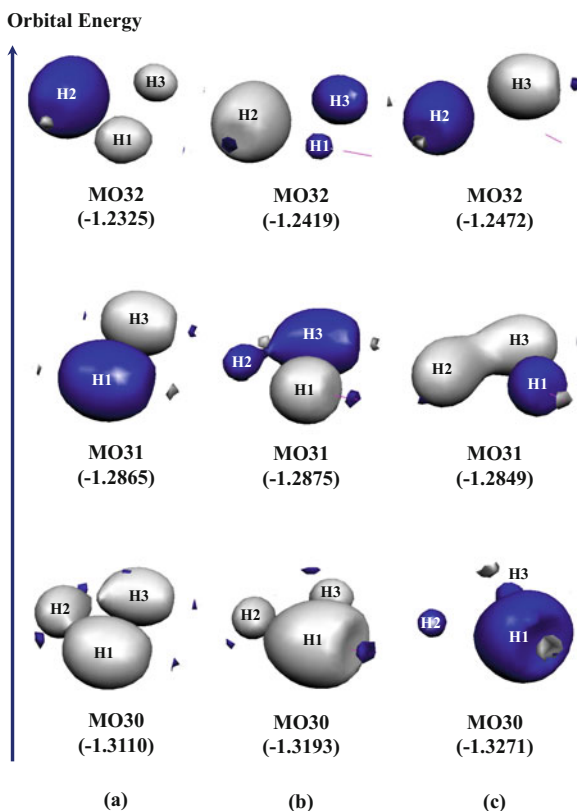 Orbital Energy
H2
H3
H1
H2
H3
H1
H2
H3
MO32
(-1.2325)
MO32
(-1.2419)
MO32
(-1.2472)
H3
H1
H3
H2
H1
H3
H2
H1
MO31
(-1.2865)
MO31
(-1.2875)
MO31
(-1.2849)
H2
H3
H1
H2
H3
H1
H3
H2
H1
MO30
(-1.3110)
MO30
(-1.3193)
MO30
(-1.3271)
(a)
(b)
(c)